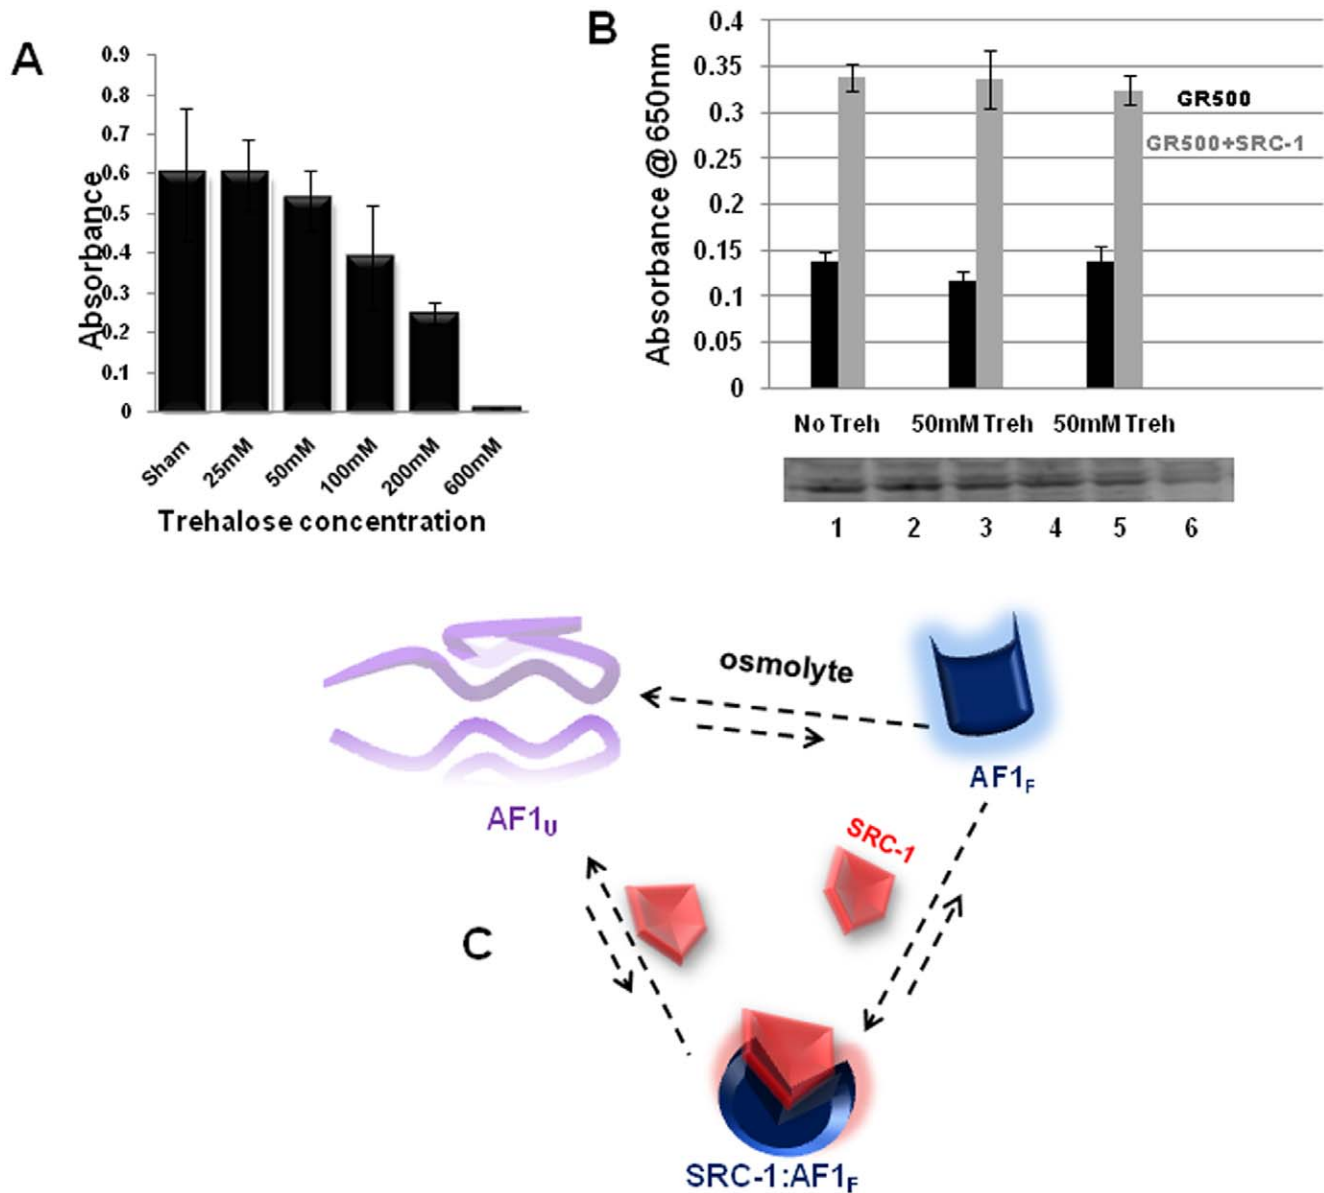 A
0.9
0.8
0.7
0.6
0.5
0.4
0.3
0.2
0.1
0
Absorbance
Sham 25mM 50mM 100mM 200mM 600mM
Trehalose concentration
B
0.4
0.35
0.3
0.25
0.2
0.15
0.1
0.05
0
Absorbance @ 650nm
GR500
GR500+SRC-1
No Treh 50mM Treh 50mM Treh
1 2 3 4 5 6
osmolyte
AF1F
AF1U
SRC-1
C
SRC-1:AF1F